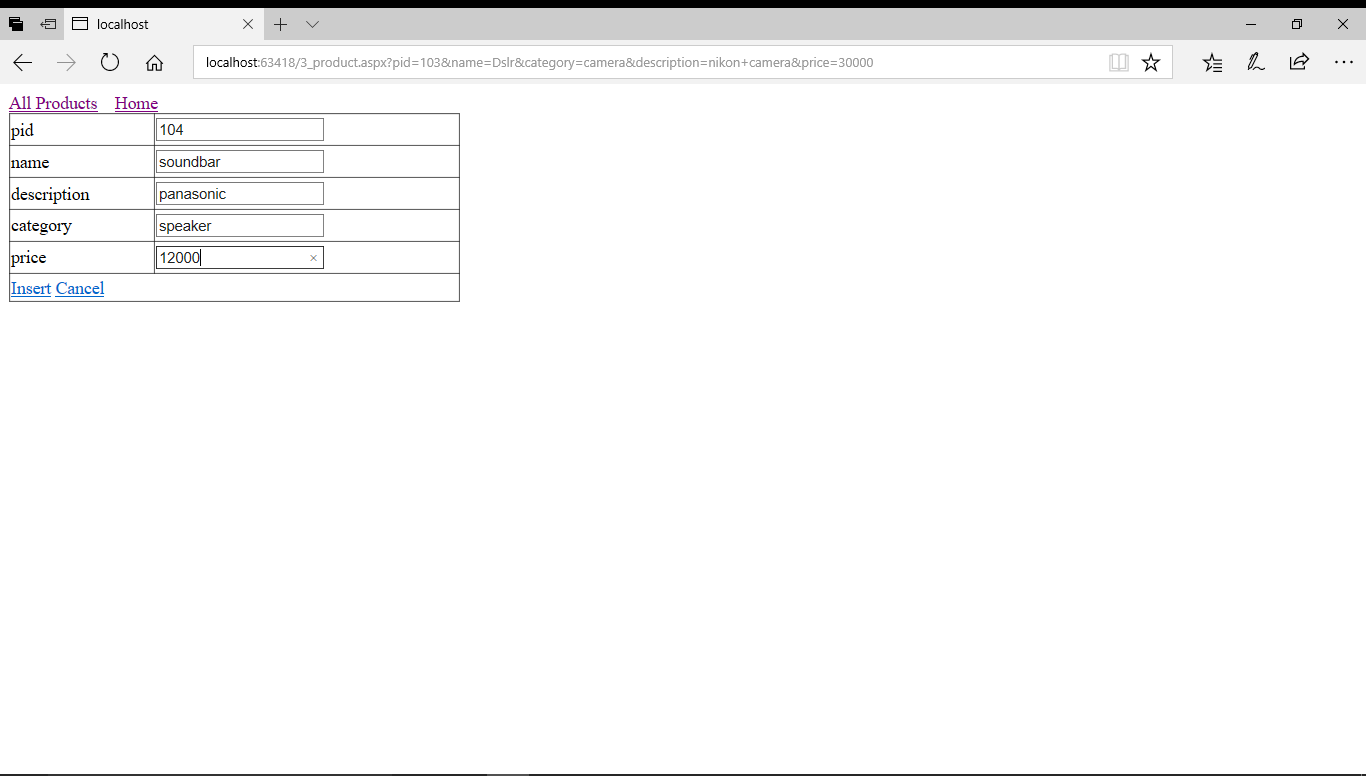 localhost
localhost:63418/3_product.aspx?pid=103&name=Dslr&category=camera&description=nikon+camera&price=30000
All Products Home
pid 104
name soundbar
description panasonic
category speaker
price 12000
Insert Cancel